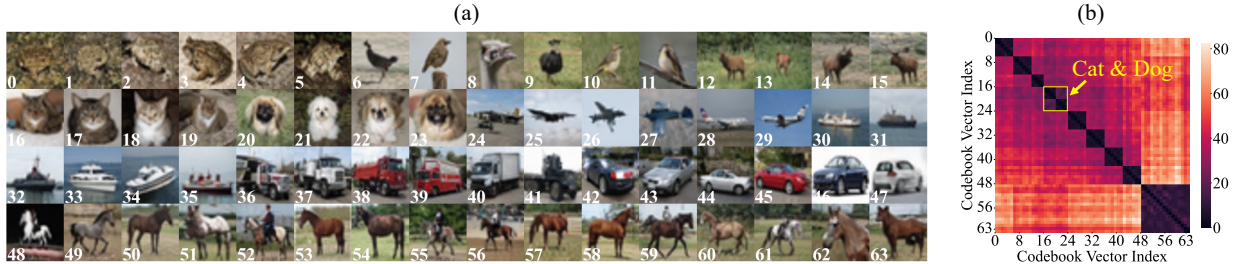 (a)
0 1 2 3 4 5 6 7 8 9 10 11 12 13 14 15
16 17 18 19 20 21 22 23 24 25 26 27 28 29 30 31
32 33 34 35 36 37 38 39 40 41 42 43 44 45 46 47
48 49 50 51 52 53 54 55 56 57 58 59 60 61 62 63
(b)
Codebook Vector Index
0
8
16
24
32
40
48
56
63
Cat & Dog
0 8 16 24 32 40 48 56 63
Codebook Vector Index
80
60
40
20
0